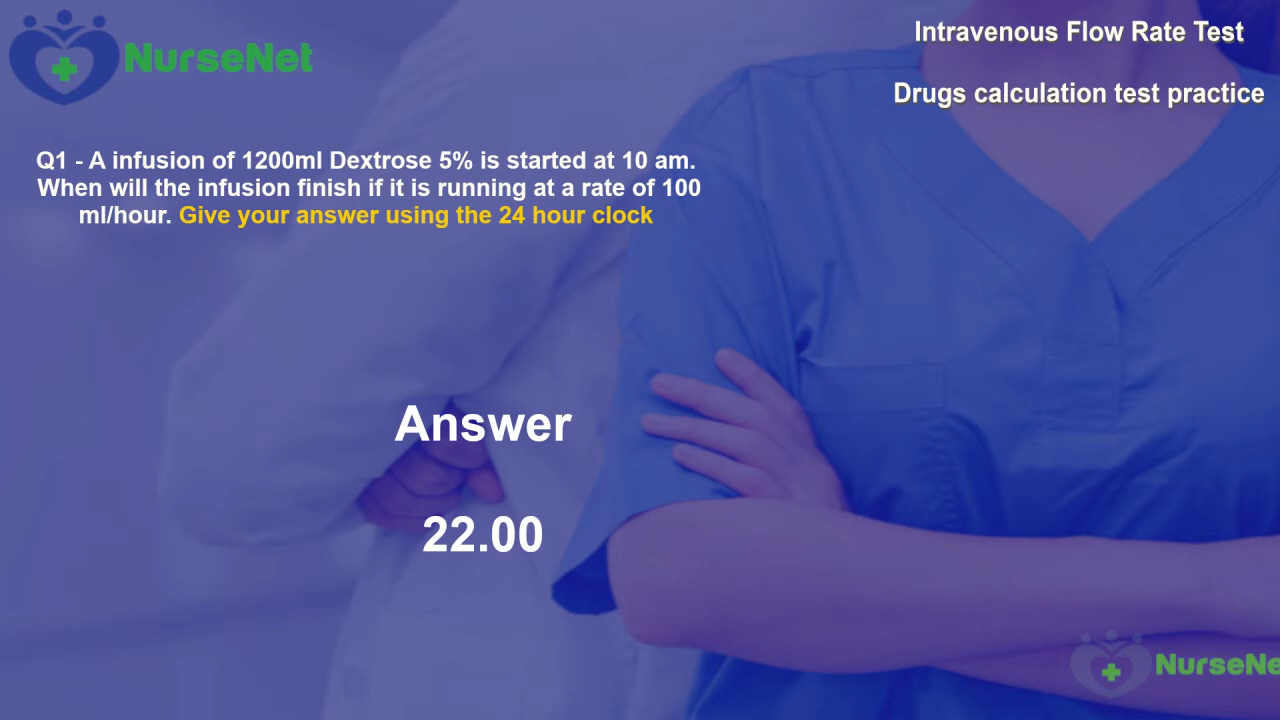 NurseNet
Intravenous Flow Rate Test
Drugs calculation test practice
Q1 - A infusion of 1200ml Dextrose 5% is started at 10 am.
When will the infusion finish if it is running at a rate of 100
ml/hour. Give your answer using the 24 hour clock
Answer
22.00
NurseNe